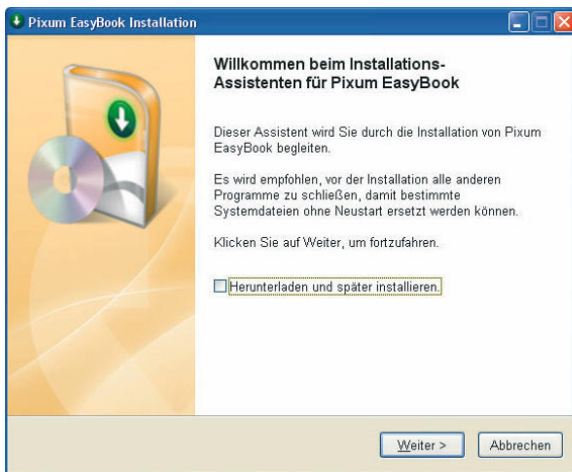 Pixum EasyBook Installation
Willkommen beim Installations-
Assistenten für Pixum EasyBook
Dieser Assistent wird Sie durch die Installation von Pixum
EasyBook begleiten.
Es wird empfohlen, vor der Installation alle anderen
Programme zu schließen, damit bestimmte
Systemdateien ohne Neustart ersetzt werden können.
Klicken Sie auf Weiter, um fortzufahren.
Herunterladen und später installieren.
Weiter >
Abbrechen